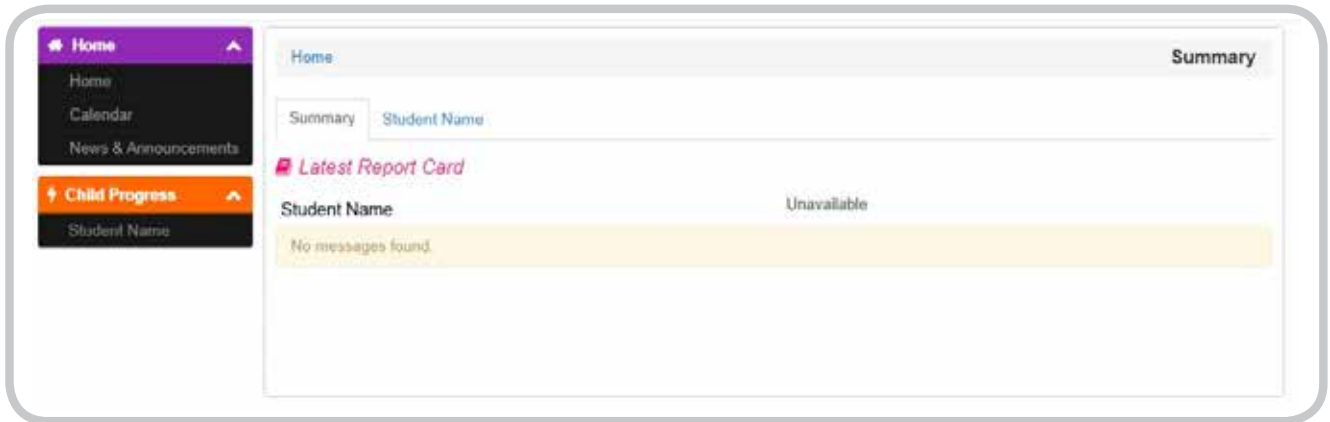 Home
Home
Calendar
News & Announcements
Child Progress
Student Name
Home
Summary
Summary
Student Name
Latest Report Card
Student Name
Unavailable
No messages found.